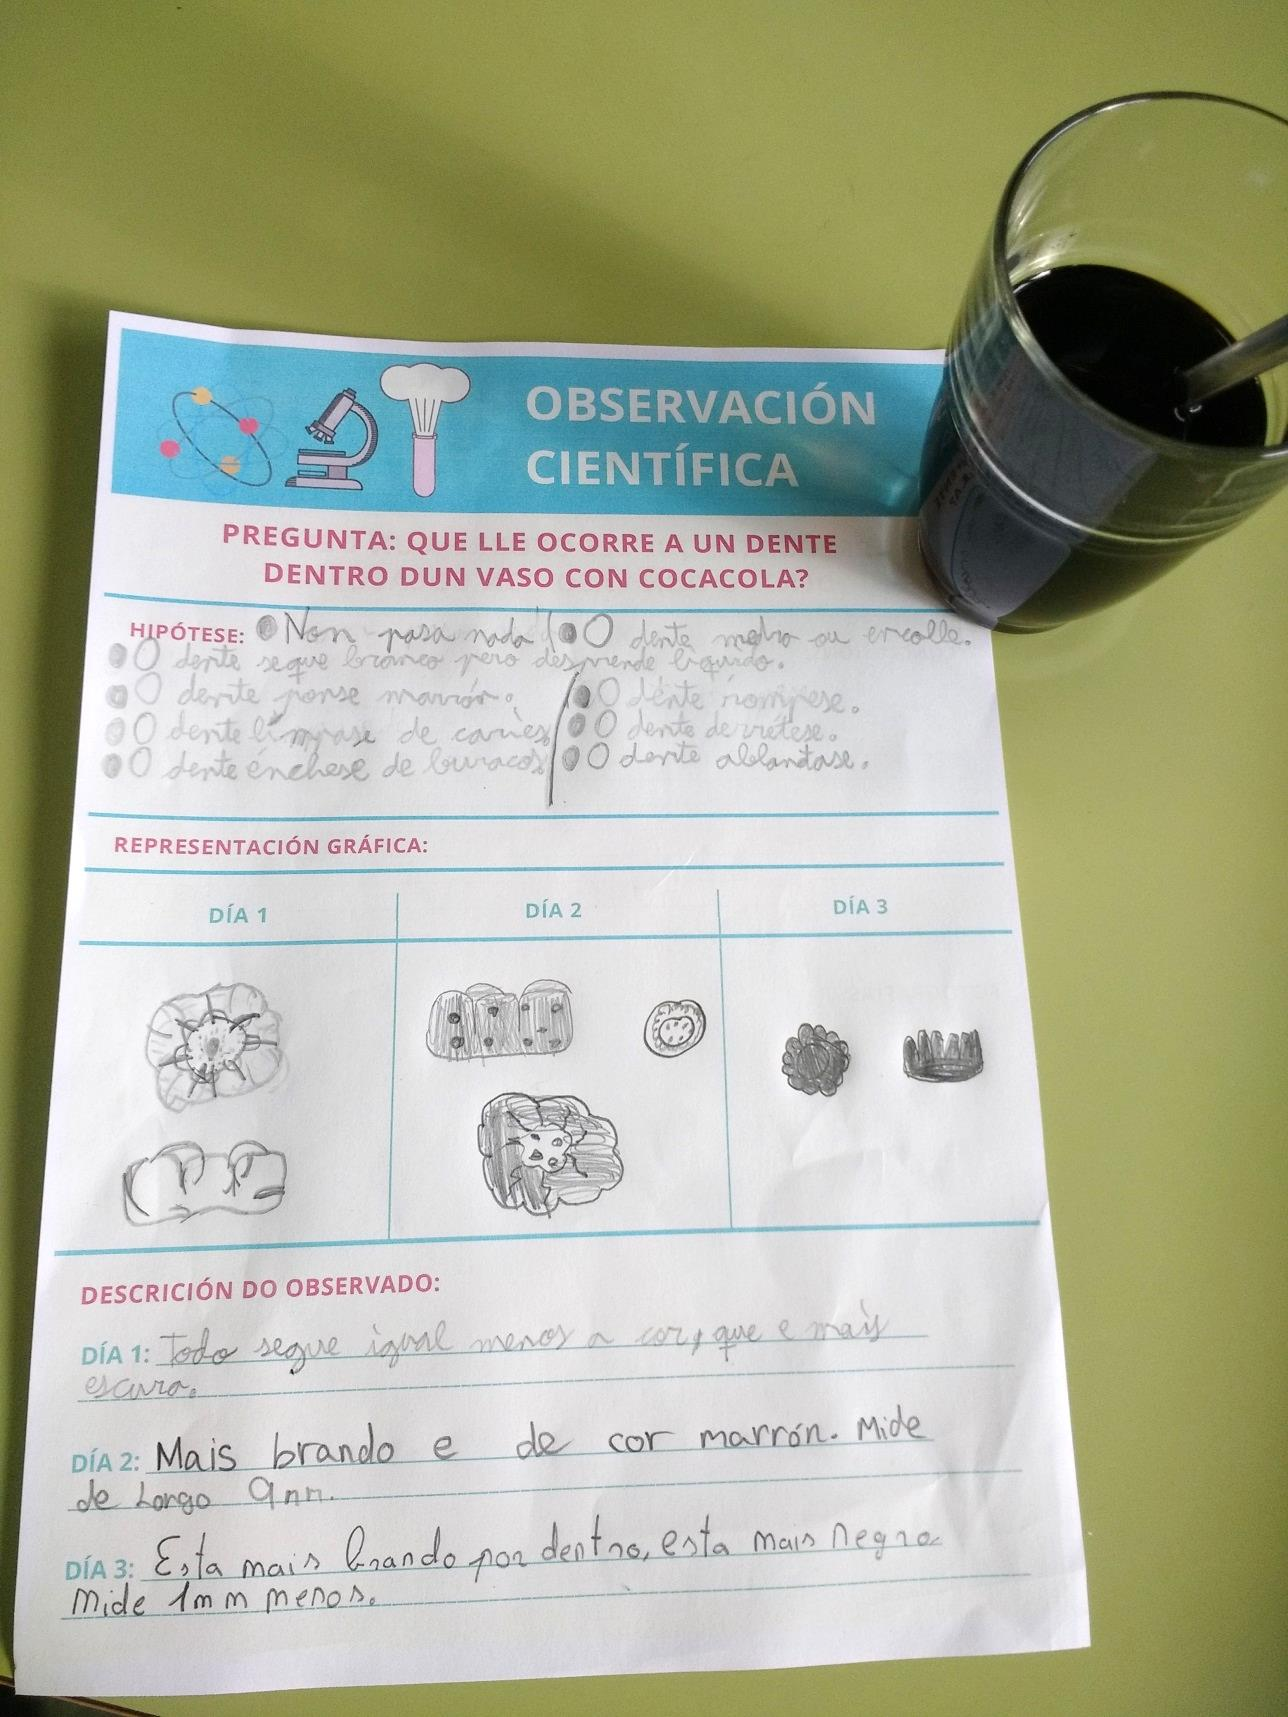 OBSERVACIÓN
CIENTÍFICA
PREGUNTA: QUE LLE OCORRE A UN DENTE
DENTRO DUN VASO CON COCACOLA?
HIPÓTESE: Non pasa nada O dente medra ou encolle.
O dente segue branco pero desprende líquido.
O dente ponse marrón. O dente rompese.
O dente límpase de caries O dente derrétese.
O dente énchese de buracos O dente ablandase.
REPRESENTACIÓN GRÁFICA:
DÍA 1 DÍA 2 DÍA 3
DESCRICIÓN DO OBSERVADO:
DÍA 1: Todo segue igual menos a cor, que e mais
escura.
DÍA 2: Mais brando e de cor marrón. Mide
de Longo 9mm.
DÍA 3: Esta mais brando por dentro, esta mais negro
Mide 1mm menos.